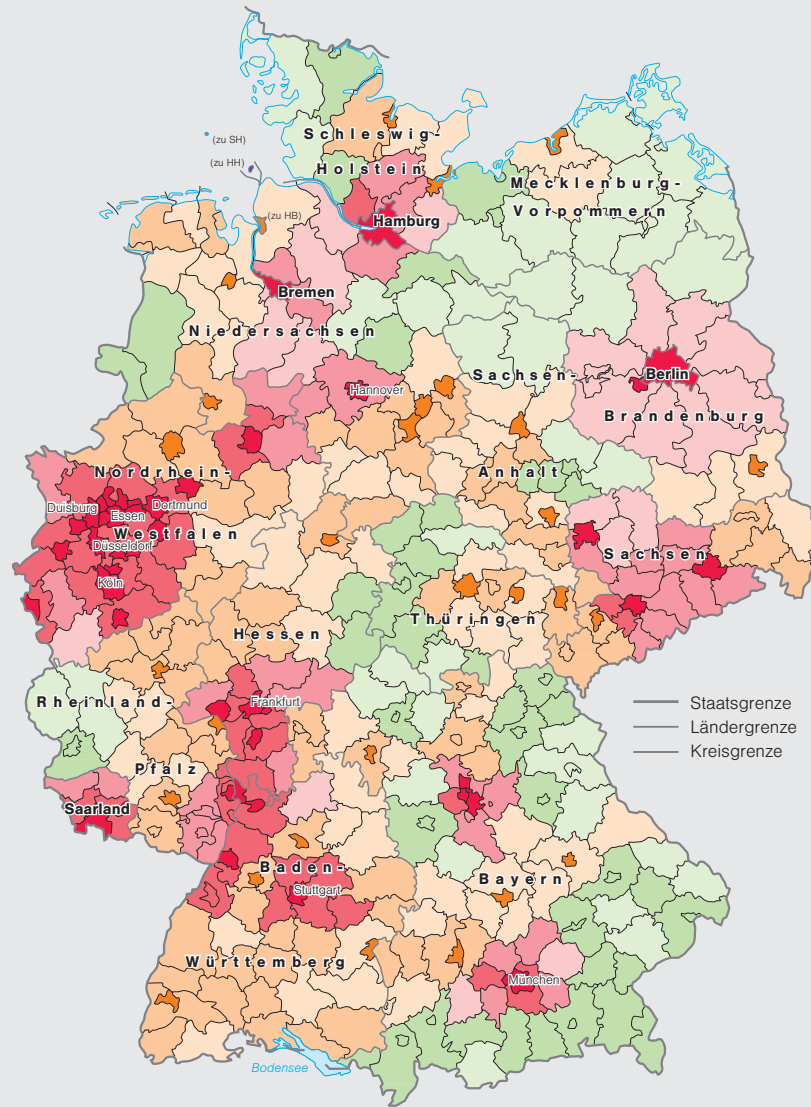 (zu SH)
Schleswig-
(zu HH)
Holstein
Mecklenburg-
(zu HB)
Hamburg
Vorpommern
Bremen
Niedersachsen
Sachsen-
Berlin
Hannover
Brandenburg
Nordrhein-
Anhalt
Duisburg
Essen
Dortmund
Westfalen
Düsseldorf
Sachsen
Köln
Thüringen
Hessen
Rheinland-
Frankfurt
Staatsgrenze
Ländergrenze
Kreisgrenze
Pfalz
Saarland
Baden-
Bayern
Stuttgart
Württemberg
München
Bodensee